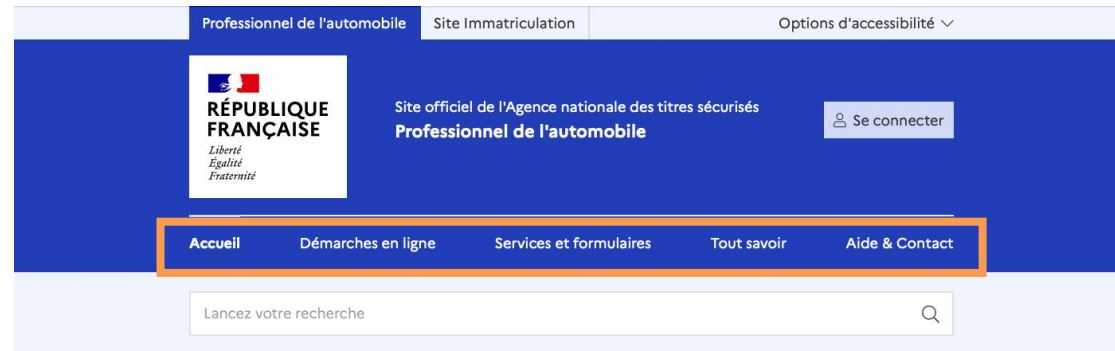 Professionnel de l'automobile Site Immatriculation Options d'accessibilité
RÉPUBLIQUE
FRANÇAISE
Liberté
Égalité
Fraternité
Site officiel de l'Agence nationale des titres sécurisés
Professionnel de l'automobile
Se connecter
Accueil Démarches en ligne Services et formulaires Tout savoir Aide & Contact
Lancez votre recherche